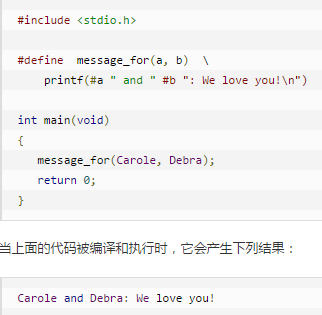 #include <stdio.h>
#define  message_for(a, b)  \
    printf(#a " and " #b ": We love you!\n")
int main(void)
{
   message_for(Carole, Debra);
   return 0;
}
当上面的代码被编译和执行时，它会产生下列结果：
Carole and Debra: We love you!